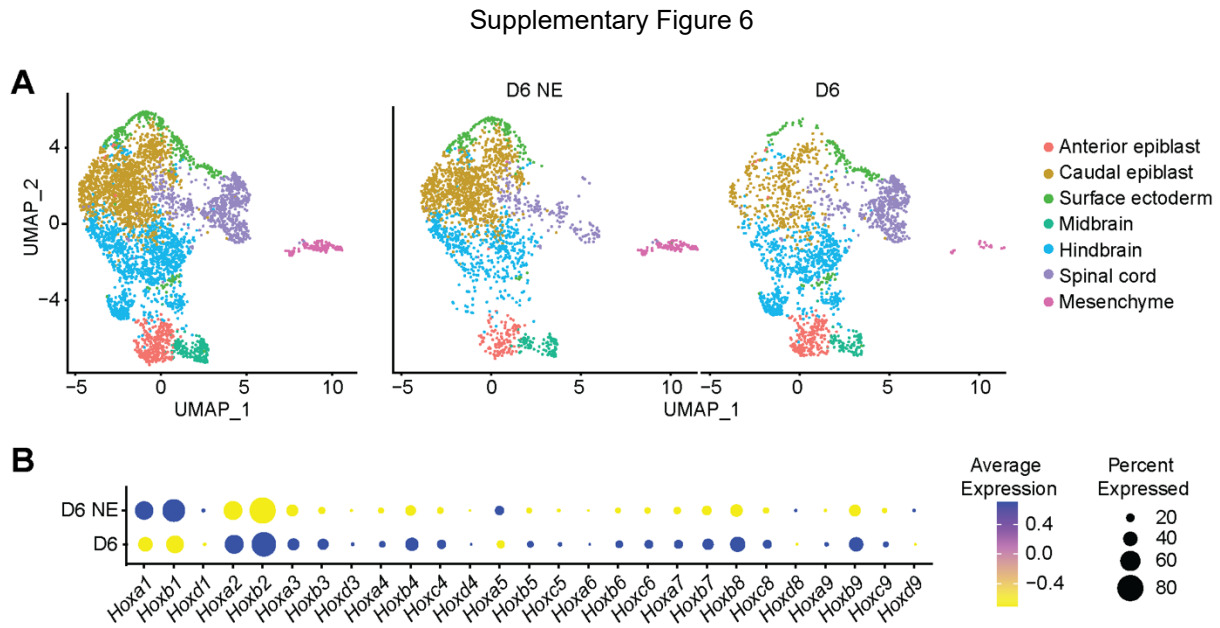 Supplementary Figure 6
A
D6 NE
D6
4
0
−4
UMAP_2
−5 0 5 10
UMAP_1
−5 0 5 10 −5 0 5 10
UMAP_1
Anterior epiblast
Caudal epiblast
Surface ectoderm
Midbrain
Hindbrain
Spinal cord
Mesenchyme
B
D6 NE
D6
Hoxa1 Hoxb1 Hoxd1 Hoxa2 Hoxb2 Hoxa3 Hoxb3 Hoxd3 Hoxa4 Hoxb4 Hoxc4 Hoxd4 Hoxa5 Hoxb5 Hoxc5 Hoxa6 Hoxb6 Hoxc6 Hoxa7 Hoxb7 Hoxb8 Hoxc8 Hoxd8 Hoxa9 Hoxb9 Hoxc9 Hoxd9
Average
Expression
0.4
0.0
−0.4
Percent
Expressed
20
40
60
80